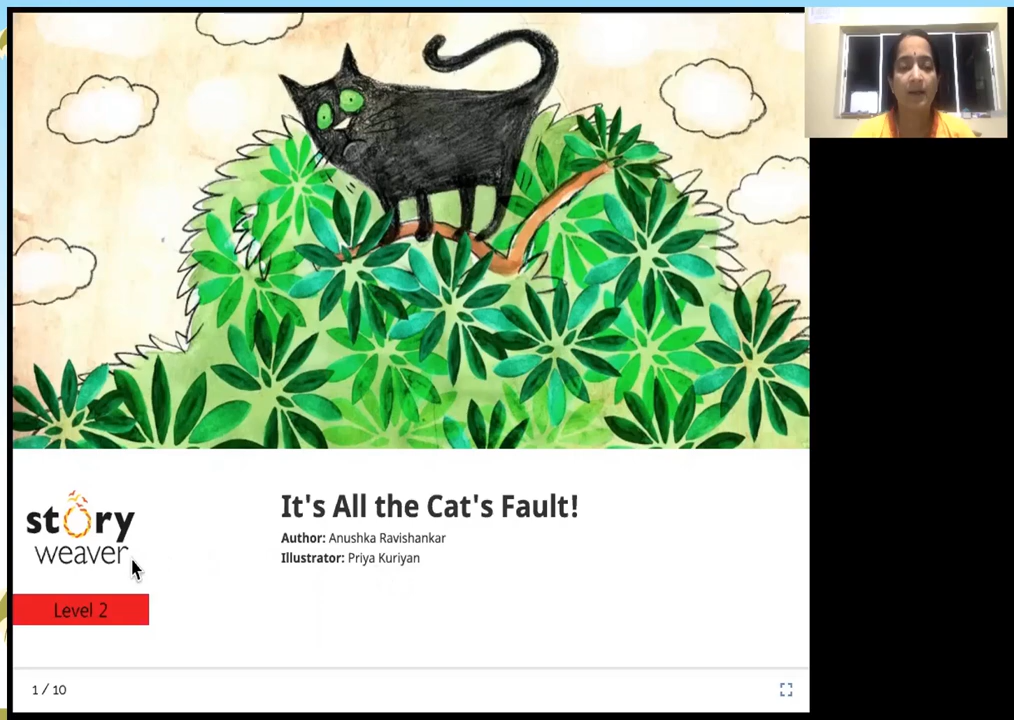 It's All the Cat's Fault!
Author: Anushka Ravishankar
Illustrator: Priya Kuriyan
story
weaver
Level 2
1 / 10